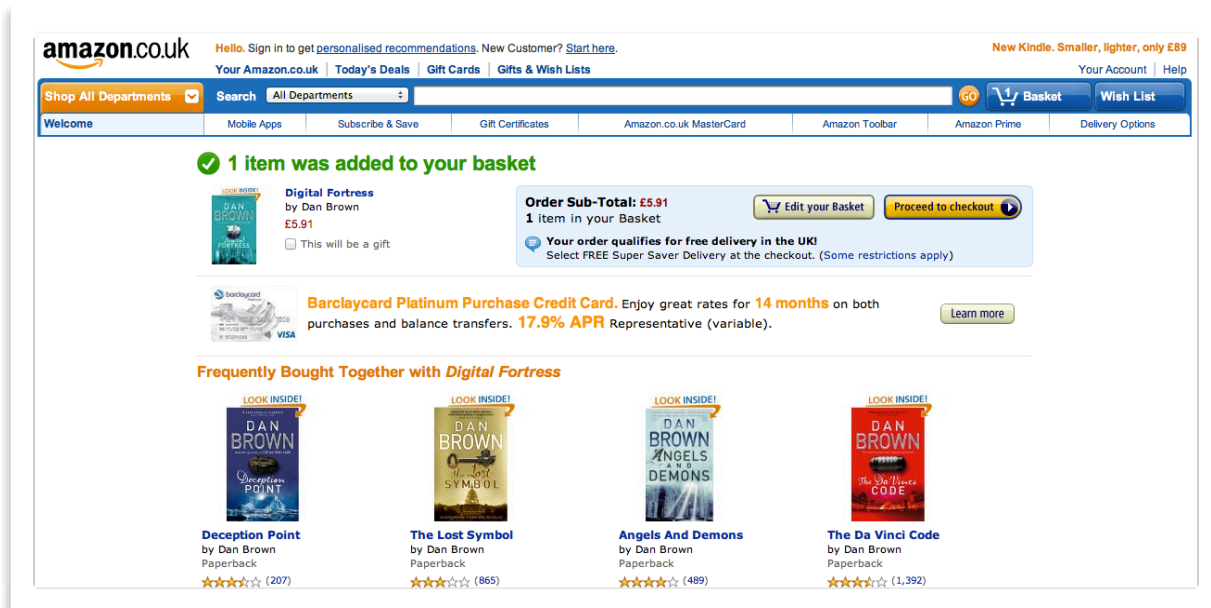 amazon.co.uk
Hello. Sign in to get personalised recommendations. New Customer? Start here.
New Kindle. Smaller, lighter, only £89
Your Amazon.co.uk | Today's Deals | Gift Cards | Gifts & Wish Lists
Your Account | Help
Shop All Departments
Search All Departments
GO
1 Basket
Wish List
Welcome
Mobile Apps
Subscribe & Save
Gift Certificates
Amazon.co.uk MasterCard
Amazon Toolbar
Amazon Prime
Delivery Options
1 item was added to your basket
LOOK INSIDE!
DAN
BROWN
Digital
FORTRESS
Digital Fortress
by Dan Brown
£5.91
This will be a gift
Order Sub-Total: £5.91
1 item in your Basket
Edit your Basket
Proceed to checkout
Your order qualifies for free delivery in the UK!
Select FREE Super Saver Delivery at the checkout. (Some restrictions apply)
barclaycard
VISA
Barclaycard Platinum Purchase Credit Card. Enjoy great rates for 14 months on both
purchases and balance transfers. 17.9% APR Representative (variable).
Learn more
Frequently Bought Together with Digital Fortress
LOOK INSIDE!
DAN
BROWN
Deception
POINT
Deception Point
by Dan Brown
Paperback
(207)
LOOK INSIDE!
DAN
BROWN
The Lost
SYMBOL
The Lost Symbol
by Dan Brown
Paperback
(865)
LOOK INSIDE!
DAN
BROWN
ANGELS
AND
DEMONS
Angels And Demons
by Dan Brown
Paperback
(489)
LOOK INSIDE!
DAN
BROWN
The Da Vinci
CODE
The Da Vinci Code
by Dan Brown
Paperback
(1,392)